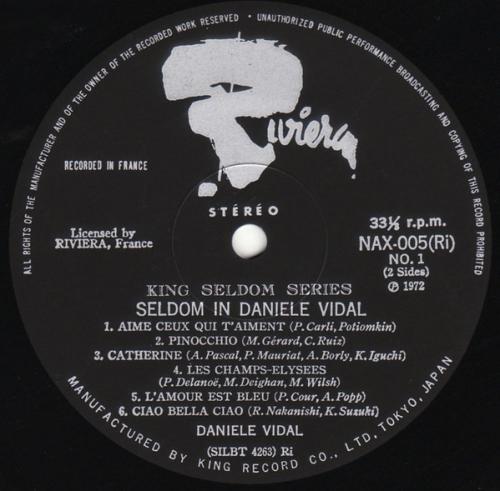 ALL RIGHTS OF THE MANUFACTURER AND OF THE OWNER OF THE RECORDED WORK RESERVED • UNAUTHORIZED PUBLIC PERFORMANCE BROADCASTING AND COPYING OF THIS RECORD PROHIBITED
Riviera
RECORDED IN FRANCE
STÉRÉO
Licensed by
RIVIERA, France
33⅓ r.p.m.
NAX-005(Ri)
NO. 1
(2 Sides)
Ⓟ 1972
KING SELDOM SERIES
SELDOM IN DANIELE VIDAL
1. AIME CEUX QUI T'AIMENT (P. Carli, Potiomkin)
2. PINOCCHIO (M. Gérard, C. Ruiz)
3. CATHERINE (A. Pascal, P. Mauriat, A. Borly, K. Iguchi)
4. LES CHAMPS-ELYSEES
(P. Delanoë, M. Deighan, M. Wilsh)
5. L'AMOUR EST BLEU (P. Cour, A. Popp)
6. CIAO BELLA CIAO (R. Nakanishi, K. Suzuki)
DANIELE VIDAL
(SILBT 4263) Ri
MANUFACTURED BY KING RECORD CO., LTD, TOKYO, JAPAN